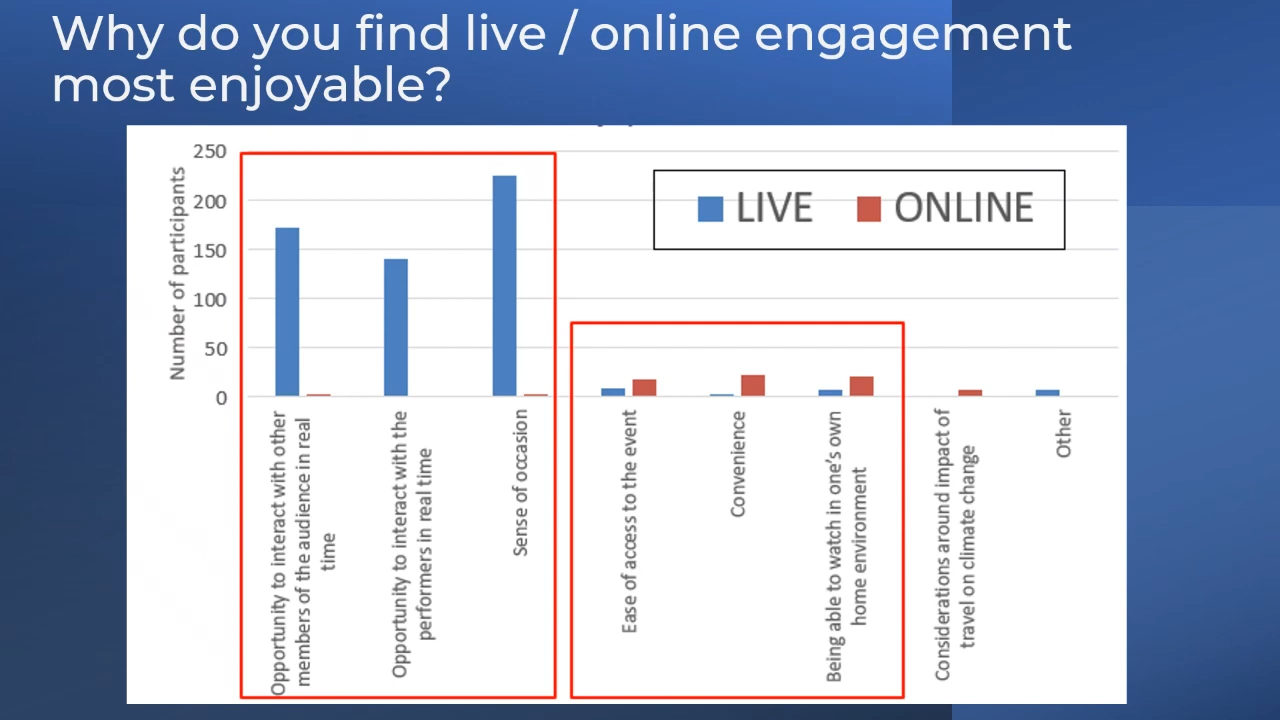 Why do you find live / online engagement
most enjoyable?
250
200
150
100
50
0
Number of participants
LIVE
ONLINE
Opportunity to interact with other
members of the audience in real
time
Opportunity to interact with the
performers in real time
Sense of occasion
Ease of access to the event
Convenience
Being able to watch in one's own
home environment
Considerations around impact of
travel on climate change
Other